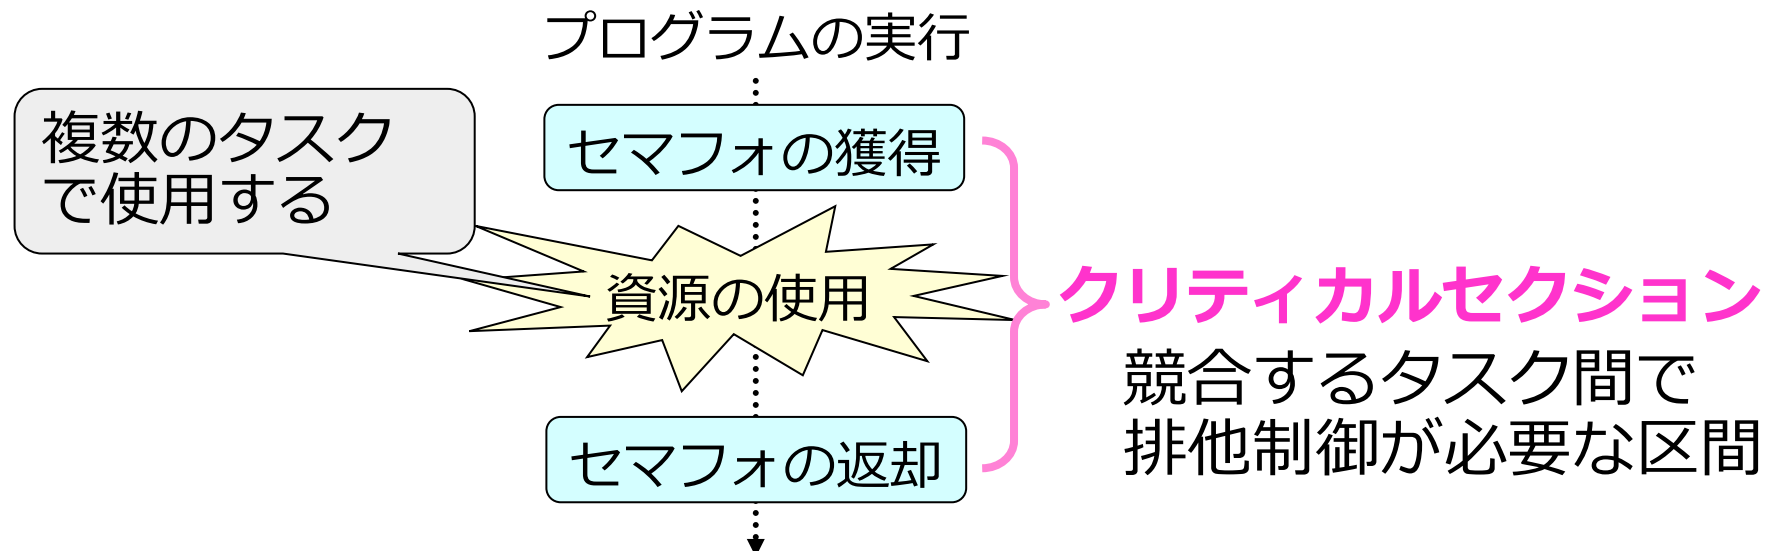 プログラムの実行
複数のタスク
で使用する
セマフォの獲得
資源の使用
クリティカルセクション
競合するタスク間で
排他制御が必要な区間
セマフォの返却